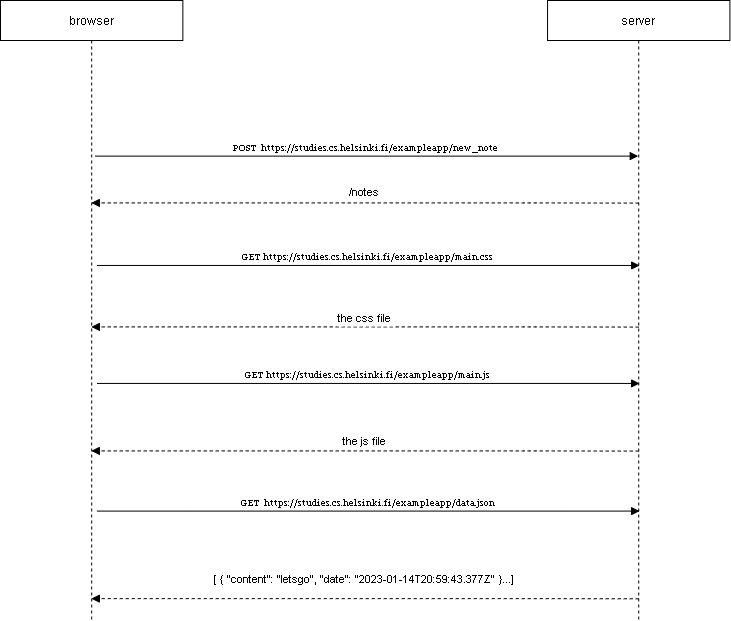 browser
server
POST https://studies.cs.helsinki.fi/exampleapp/new_note
/notes
GET https://studies.cs.helsinki.fi/exampleapp/main.css
the css file
GET https://studies.cs.helsinki.fi/exampleapp/main.js
the js file
GET https://studies.cs.helsinki.fi/exampleapp/data.json
[ { "content": "letsgo", "date": "2023-01-14T20:59:43.377Z" }...]